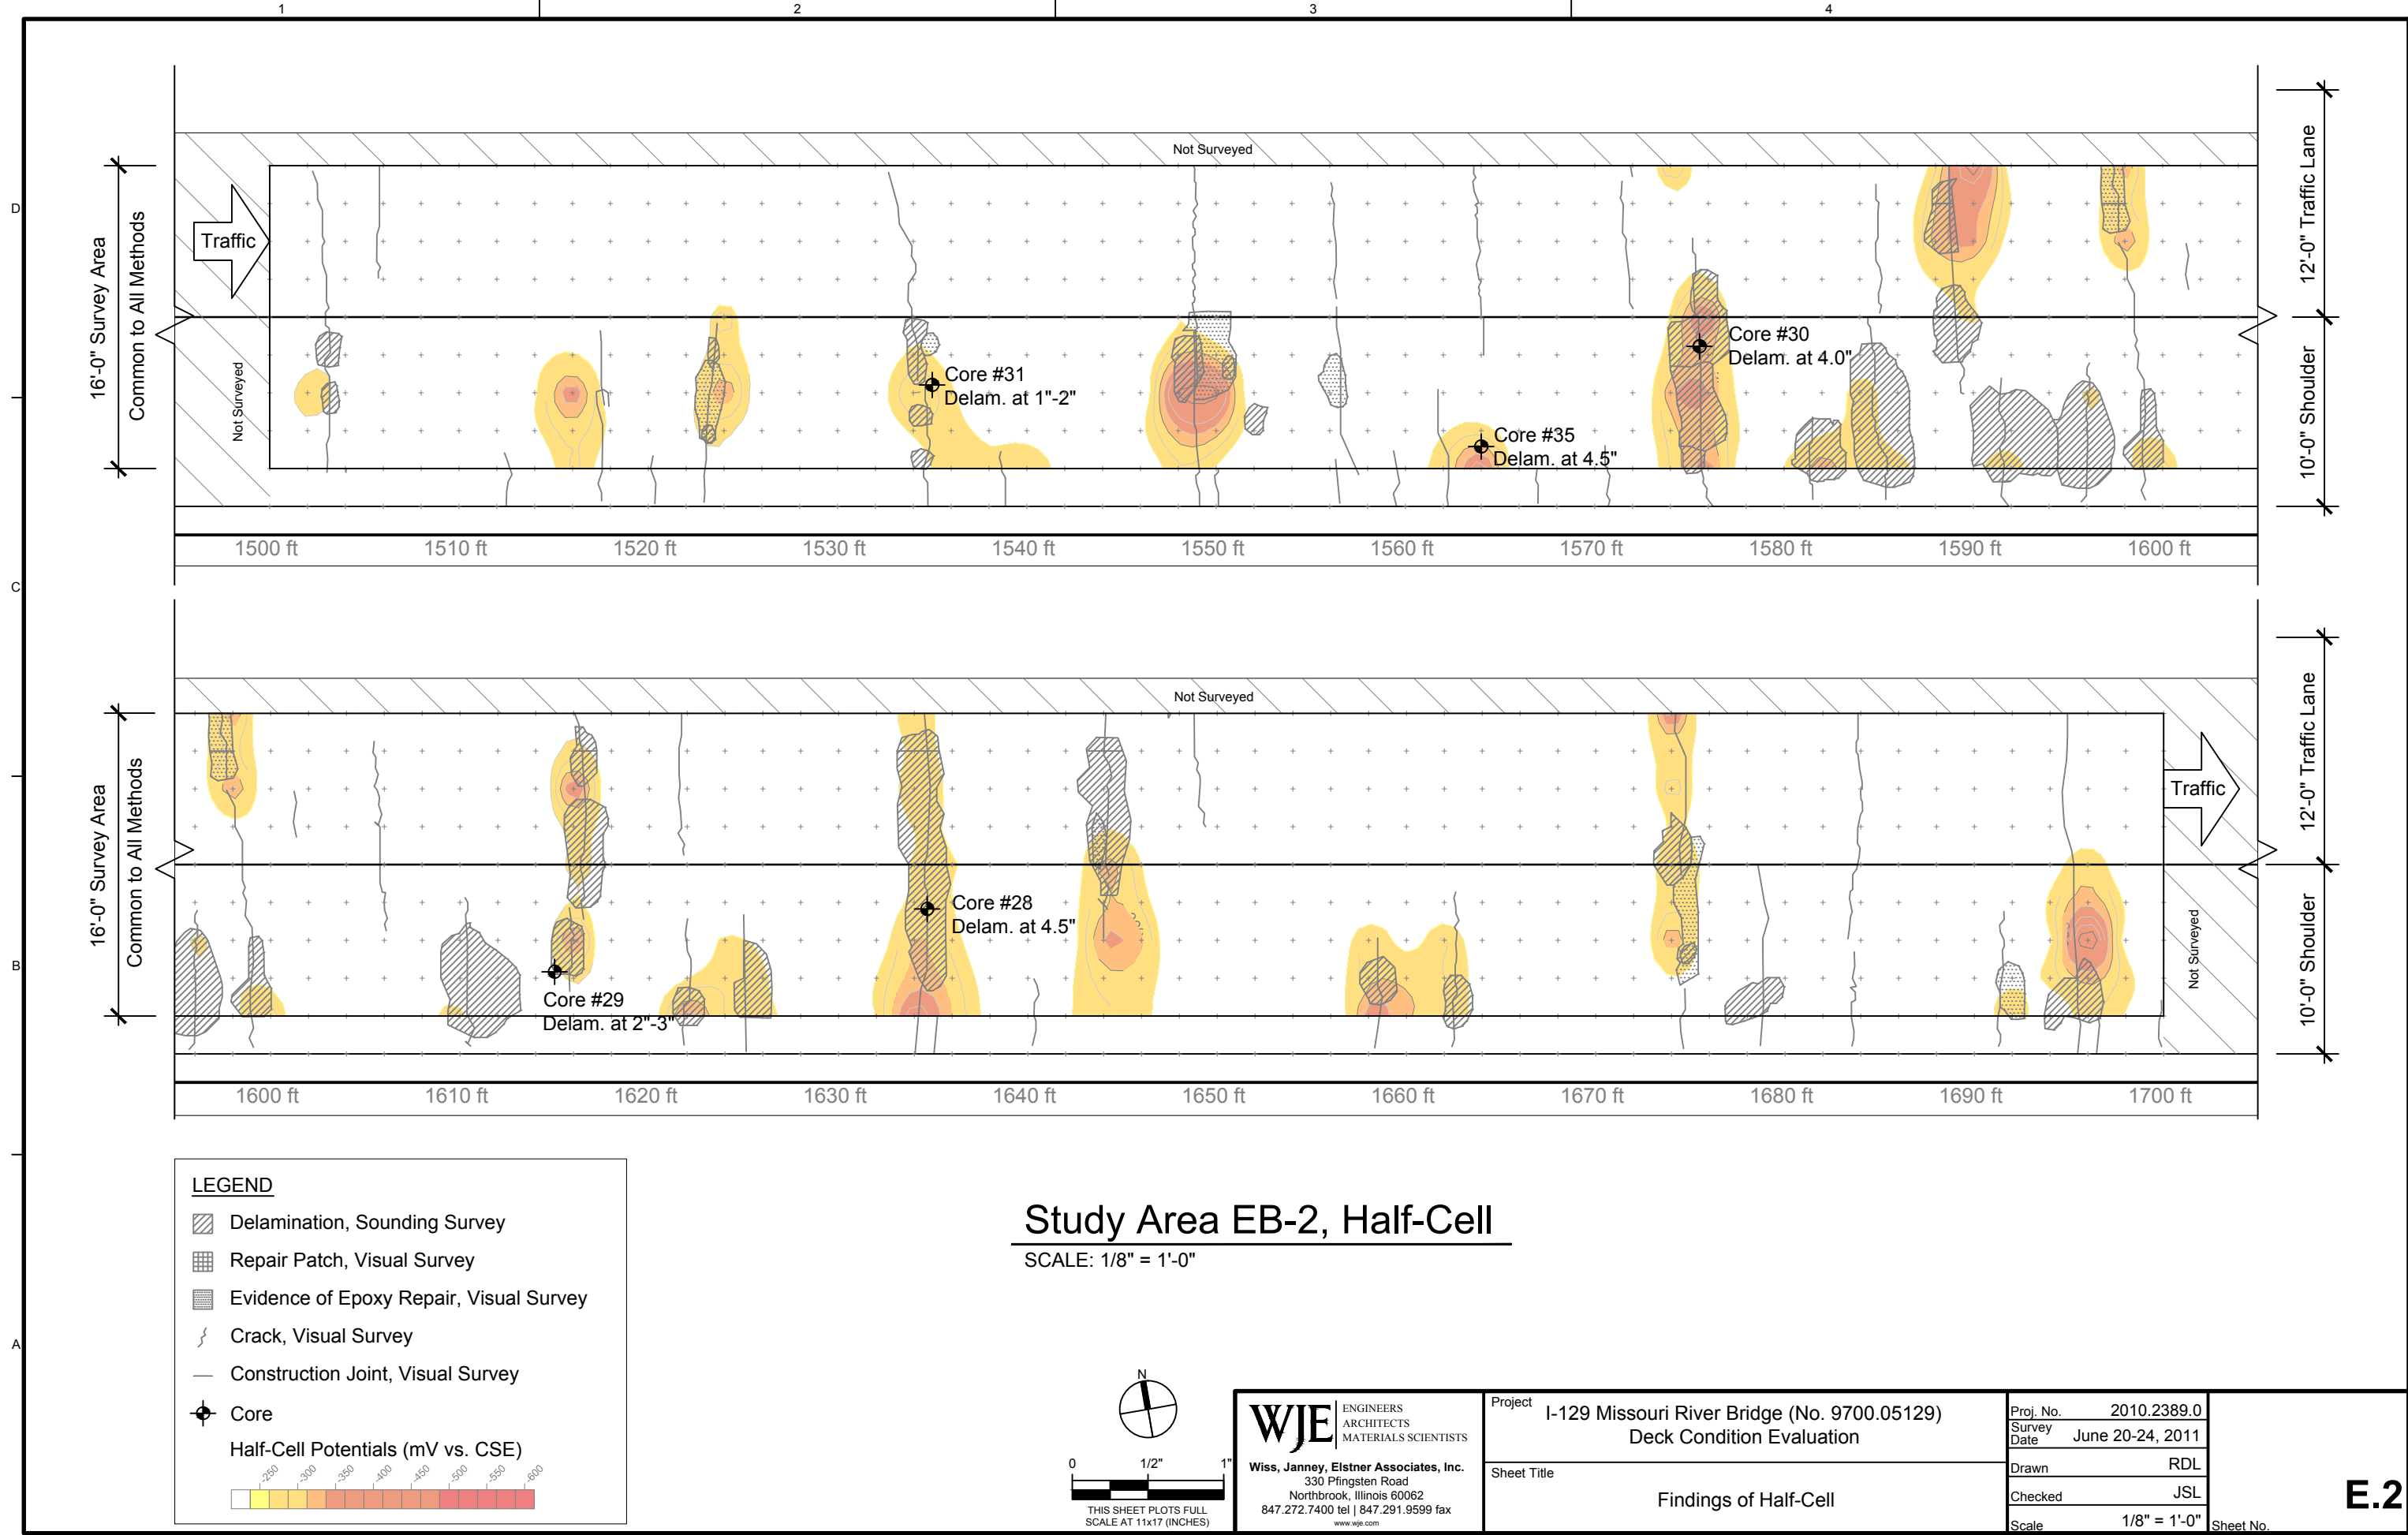 1 2 3 4
D
C
B
A
Not Surveyed
16'-0" Survey Area
Common to All Methods
Traffic
Not Surveyed
Core #31
Delam. at 1"-2"
Core #35
Delam. at 4.5"
Core #30
Delam. at 4.0"
12'-0" Traffic Lane
10'-0" Shoulder
1500 ft 1510 ft 1520 ft 1530 ft 1540 ft 1550 ft 1560 ft 1570 ft 1580 ft 1590 ft 1600 ft
Not Surveyed
16'-0" Survey Area
Common to All Methods
Core #29
Delam. at 2"-3"
Core #28
Delam. at 4.5"
Traffic
Not Surveyed
12'-0" Traffic Lane
10'-0" Shoulder
1600 ft 1610 ft 1620 ft 1630 ft 1640 ft 1650 ft 1660 ft 1670 ft 1680 ft 1690 ft 1700 ft
LEGEND
Delamination, Sounding Survey
Repair Patch, Visual Survey
Evidence of Epoxy Repair, Visual Survey
Crack, Visual Survey
Construction Joint, Visual Survey
Core
Half-Cell Potentials (mV vs. CSE)
-250 -300 -350 -400 -450 -500 -550 -600
Study Area EB-2, Half-Cell
SCALE: 1/8" = 1'-0"
N
0 1/2" 1"
THIS SHEET PLOTS FULL
SCALE AT 11x17 (INCHES)
WJE
ENGINEERS
ARCHITECTS
MATERIALS SCIENTISTS
Wiss, Janney, Elstner Associates, Inc.
330 Pfingsten Road
Northbrook, Illinois 60062
847.272.7400 tel | 847.291.9599 fax
www.wje.com
Project
I-129 Missouri River Bridge (No. 9700.05129)
Deck Condition Evaluation
Sheet Title
Findings of Half-Cell
Proj. No. 2010.2389.0
Survey
Date June 20-24, 2011
Drawn RDL
Checked JSL
Scale 1/8" = 1'-0"
Sheet No.
E.2